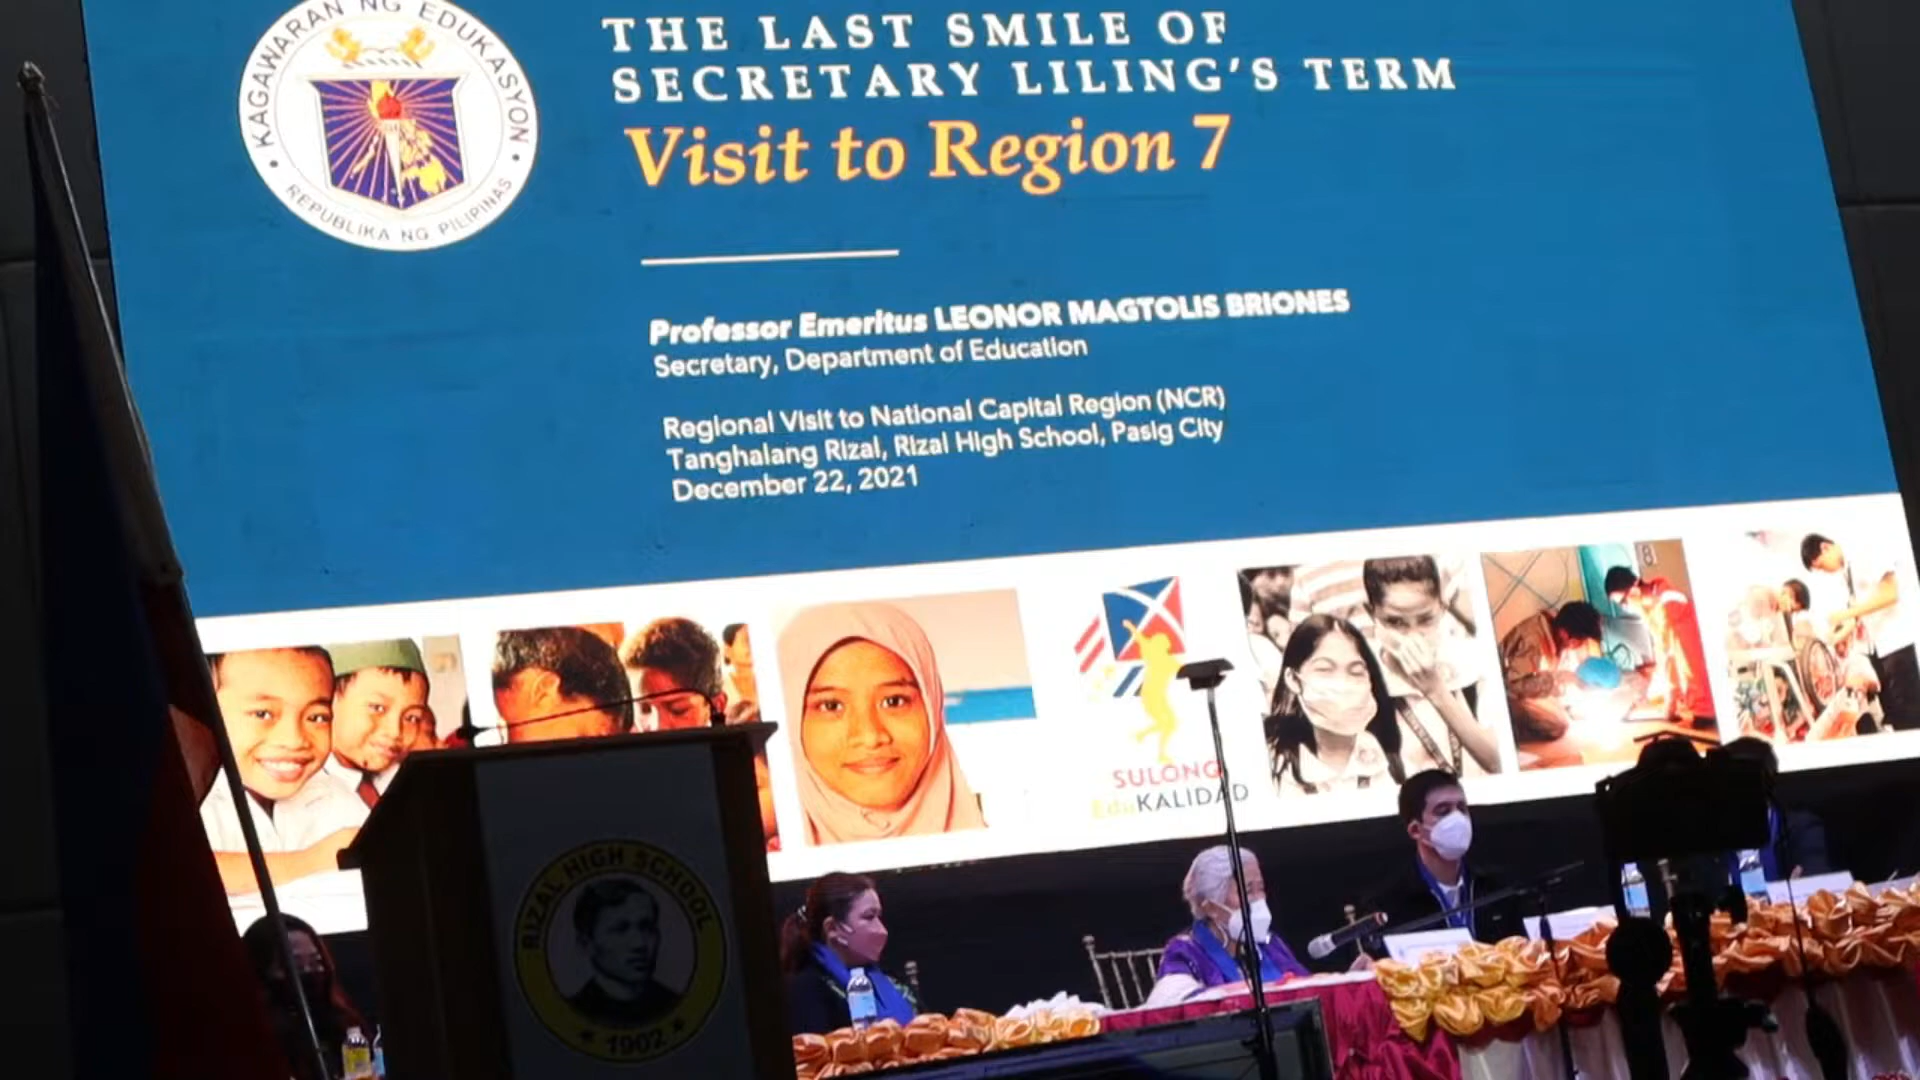 KAGAWARAN NG EDUKASYON
REPUBLIKA NG PILIPINAS
THE LAST SMILE OF
SECRETARY LILING'S TERM
Visit to Region 7
Professor Emeritus LEONOR MAGTOLIS BRIONES
Secretary, Department of Education
Regional Visit to National Capital Region (NCR)
Tanghalang Rizal, Rizal High School, Pasig City
December 22, 2021
8
SULONG
EduKALIDAD
RIZAL HIGH SCHOOL
1902